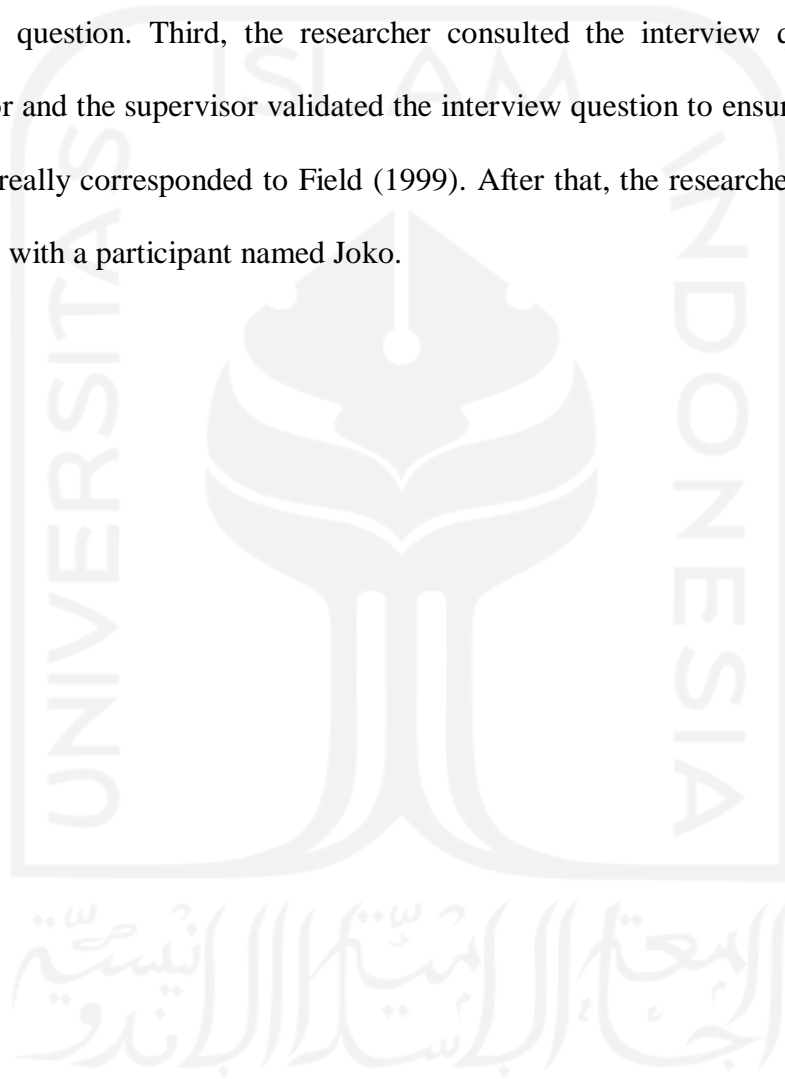 question. Third, the researcher consulted the interview
or and the supervisor validated the interview question to ensur
really corresponded to Field (1999). After that, the researche
with a participant named Joko.
ISLAM
UNIVERSITAS
INDONESIA